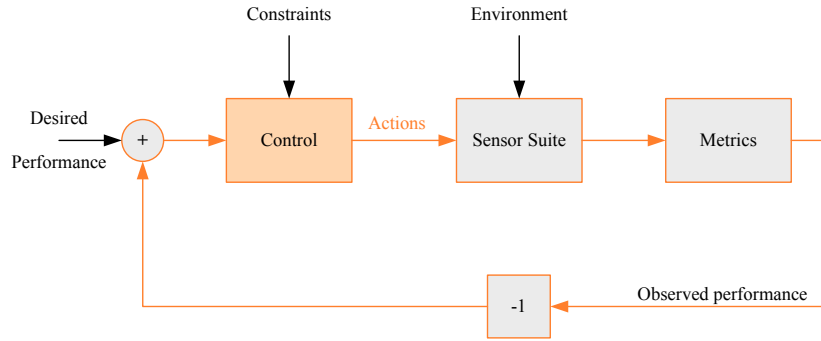 Constraints
Environment
Desired
Performance
+
Control
Actions
Sensor Suite
Metrics
-1
Observed performance